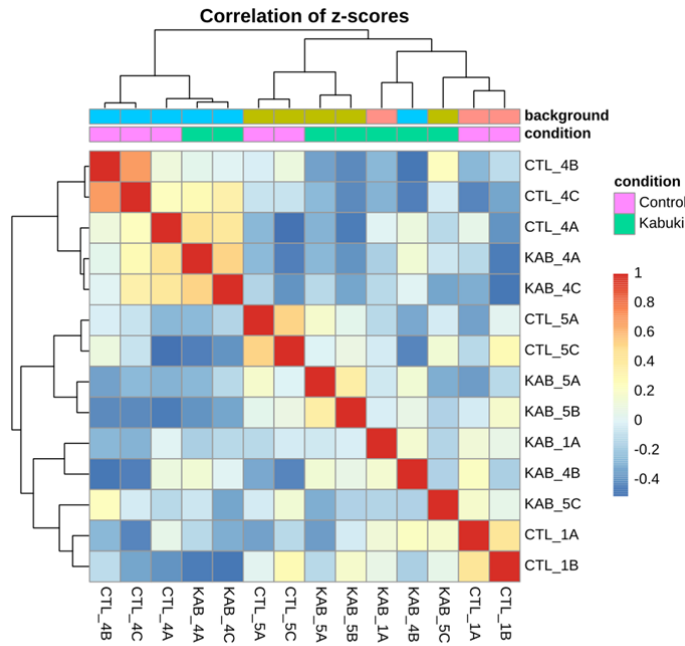 Correlation of z-scores
background
condition
CTL_4B
CTL_4C
CTL_4A
KAB_4A
KAB_4C
CTL_5A
CTL_5C
KAB_5A
KAB_5B
KAB_1A
KAB_4B
KAB_5C
CTL_1A
CTL_1B
condition
Control
Kabuki
1
0.8
0.6
0.4
0.2
0
-0.2
-0.4
CTL_4B
CTL_4C
CTL_4A
KAB_4A
KAB_4C
CTL_5A
CTL_5C
KAB_5A
KAB_5B
KAB_1A
KAB_4B
KAB_5C
CTL_1A
CTL_1B